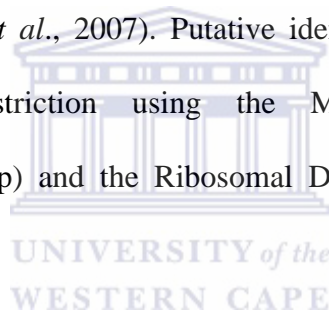 t al., 2007). Putative ide
striction using the M
p) and the Ribosomal D
UNIVERSITY of the
WESTERN CAPE